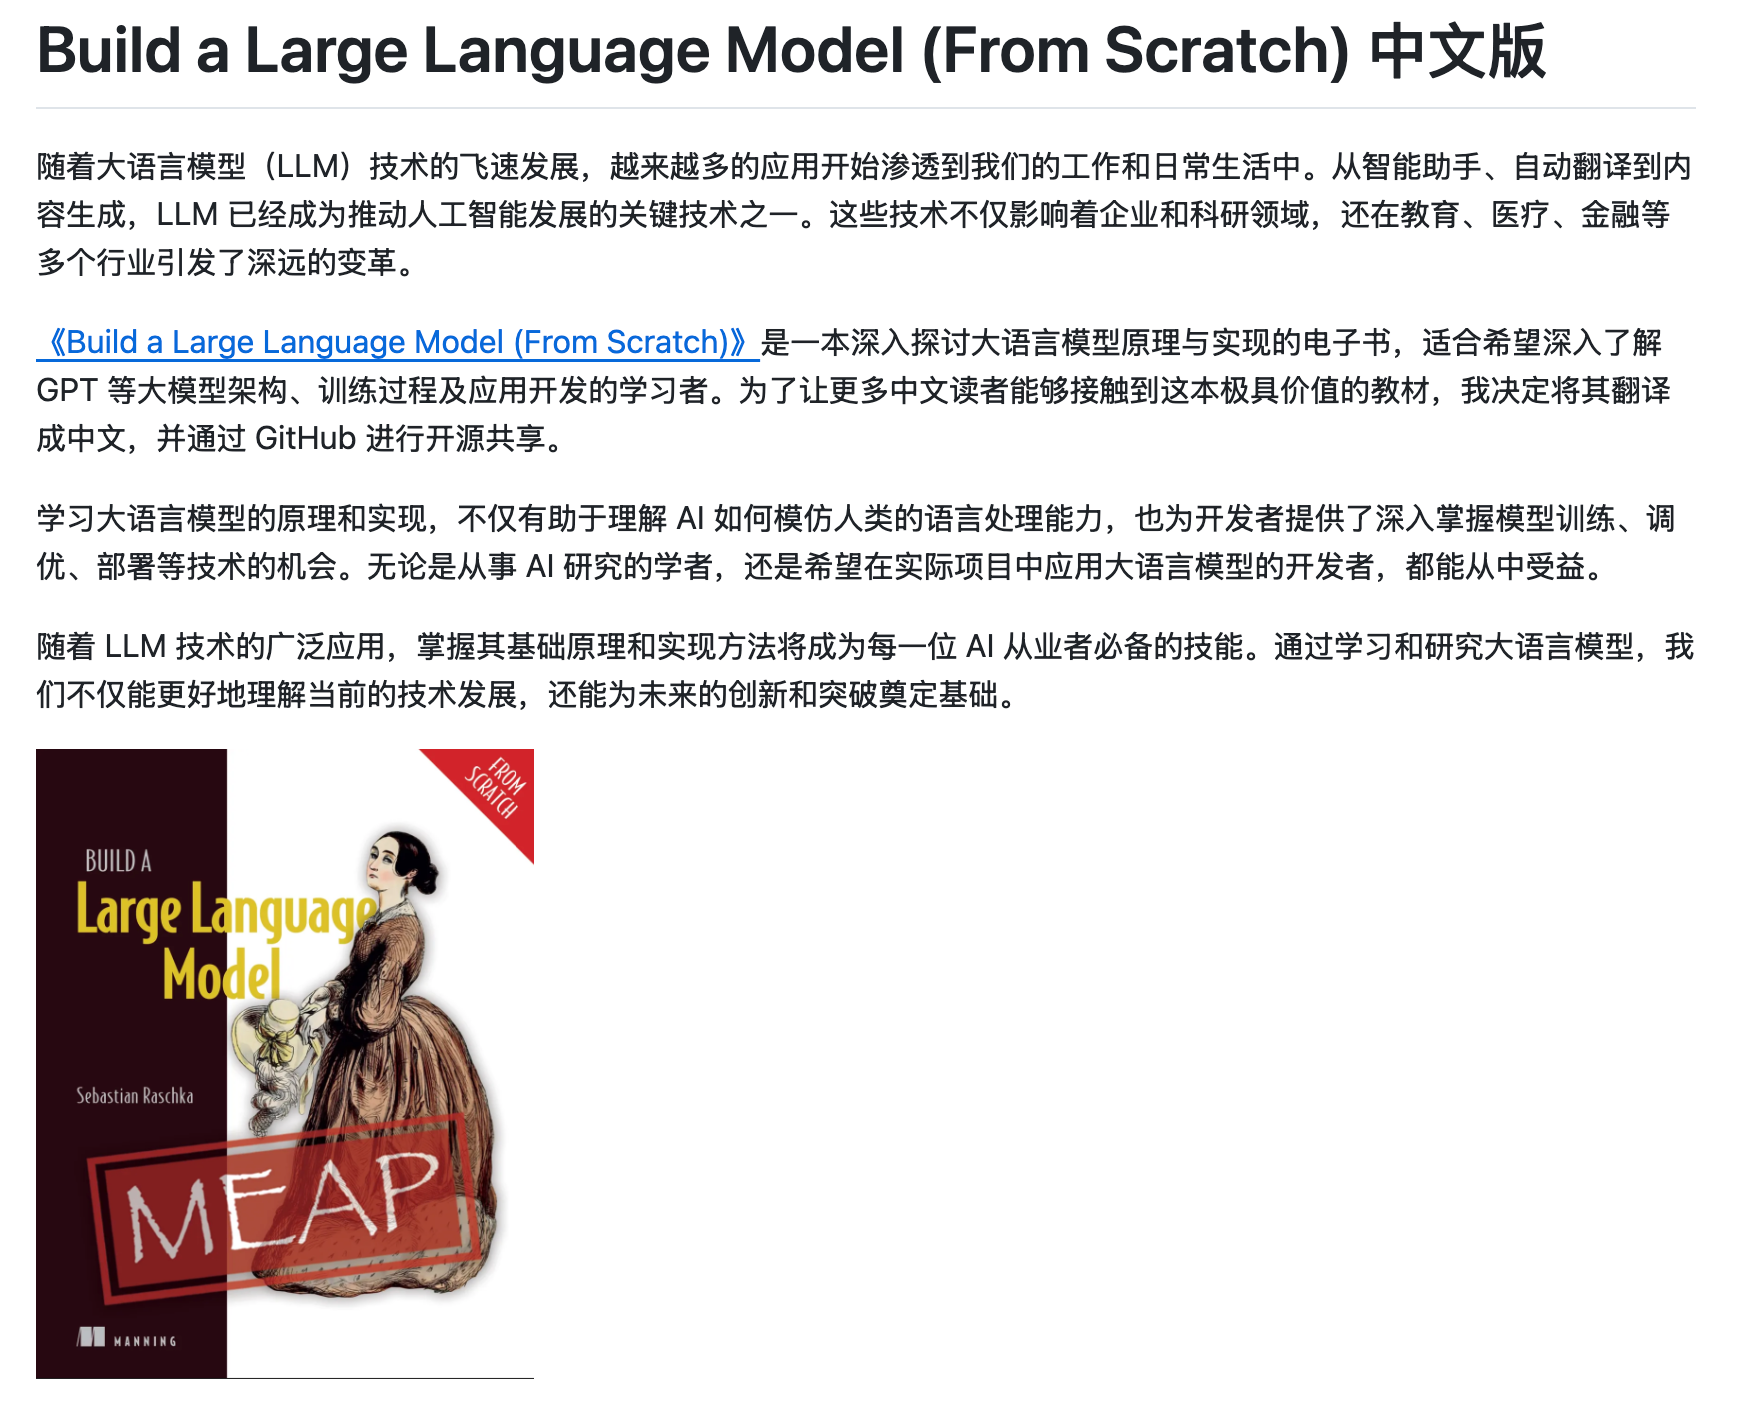 Build a Large Language Model (From Scratch) 中文版
随着大语言模型（LLM）技术的飞速发展，越来越多的应用开始渗透到我们的工作和日常生活中。从智能助手、自动翻译到内
容生成，LLM 已经成为推动人工智能发展的关键技术之一。这些技术不仅影响着企业和科研领域，还在教育、医疗、金融等
多个行业引发了深远的变革。
《Build a Large Language Model (From Scratch)》是一本深入探讨大语言模型原理与实现的电子书，适合希望深入了解
GPT 等大模型架构、训练过程及应用开发的学习者。为了让更多中文读者能够接触到这本极具价值的教材，我决定将其翻译
成中文，并通过 GitHub 进行开源共享。
学习大语言模型的原理和实现，不仅有助于理解 AI 如何模仿人类的语言处理能力，也为开发者提供了深入掌握模型训练、调
优、部署等技术的机会。无论是从事 AI 研究的学者，还是希望在实际项目中应用大语言模型的开发者，都能从中受益。
随着 LLM 技术的广泛应用，掌握其基础原理和实现方法将成为每一位 AI 从业者必备的技能。通过学习和研究大语言模型，我
们不仅能更好地理解当前的技术发展，还能为未来的创新和突破奠定基础。
FROM
SCRATCH
BUILD A
Large Language
Model
Sebastian Raschka
MEAP
MANNING